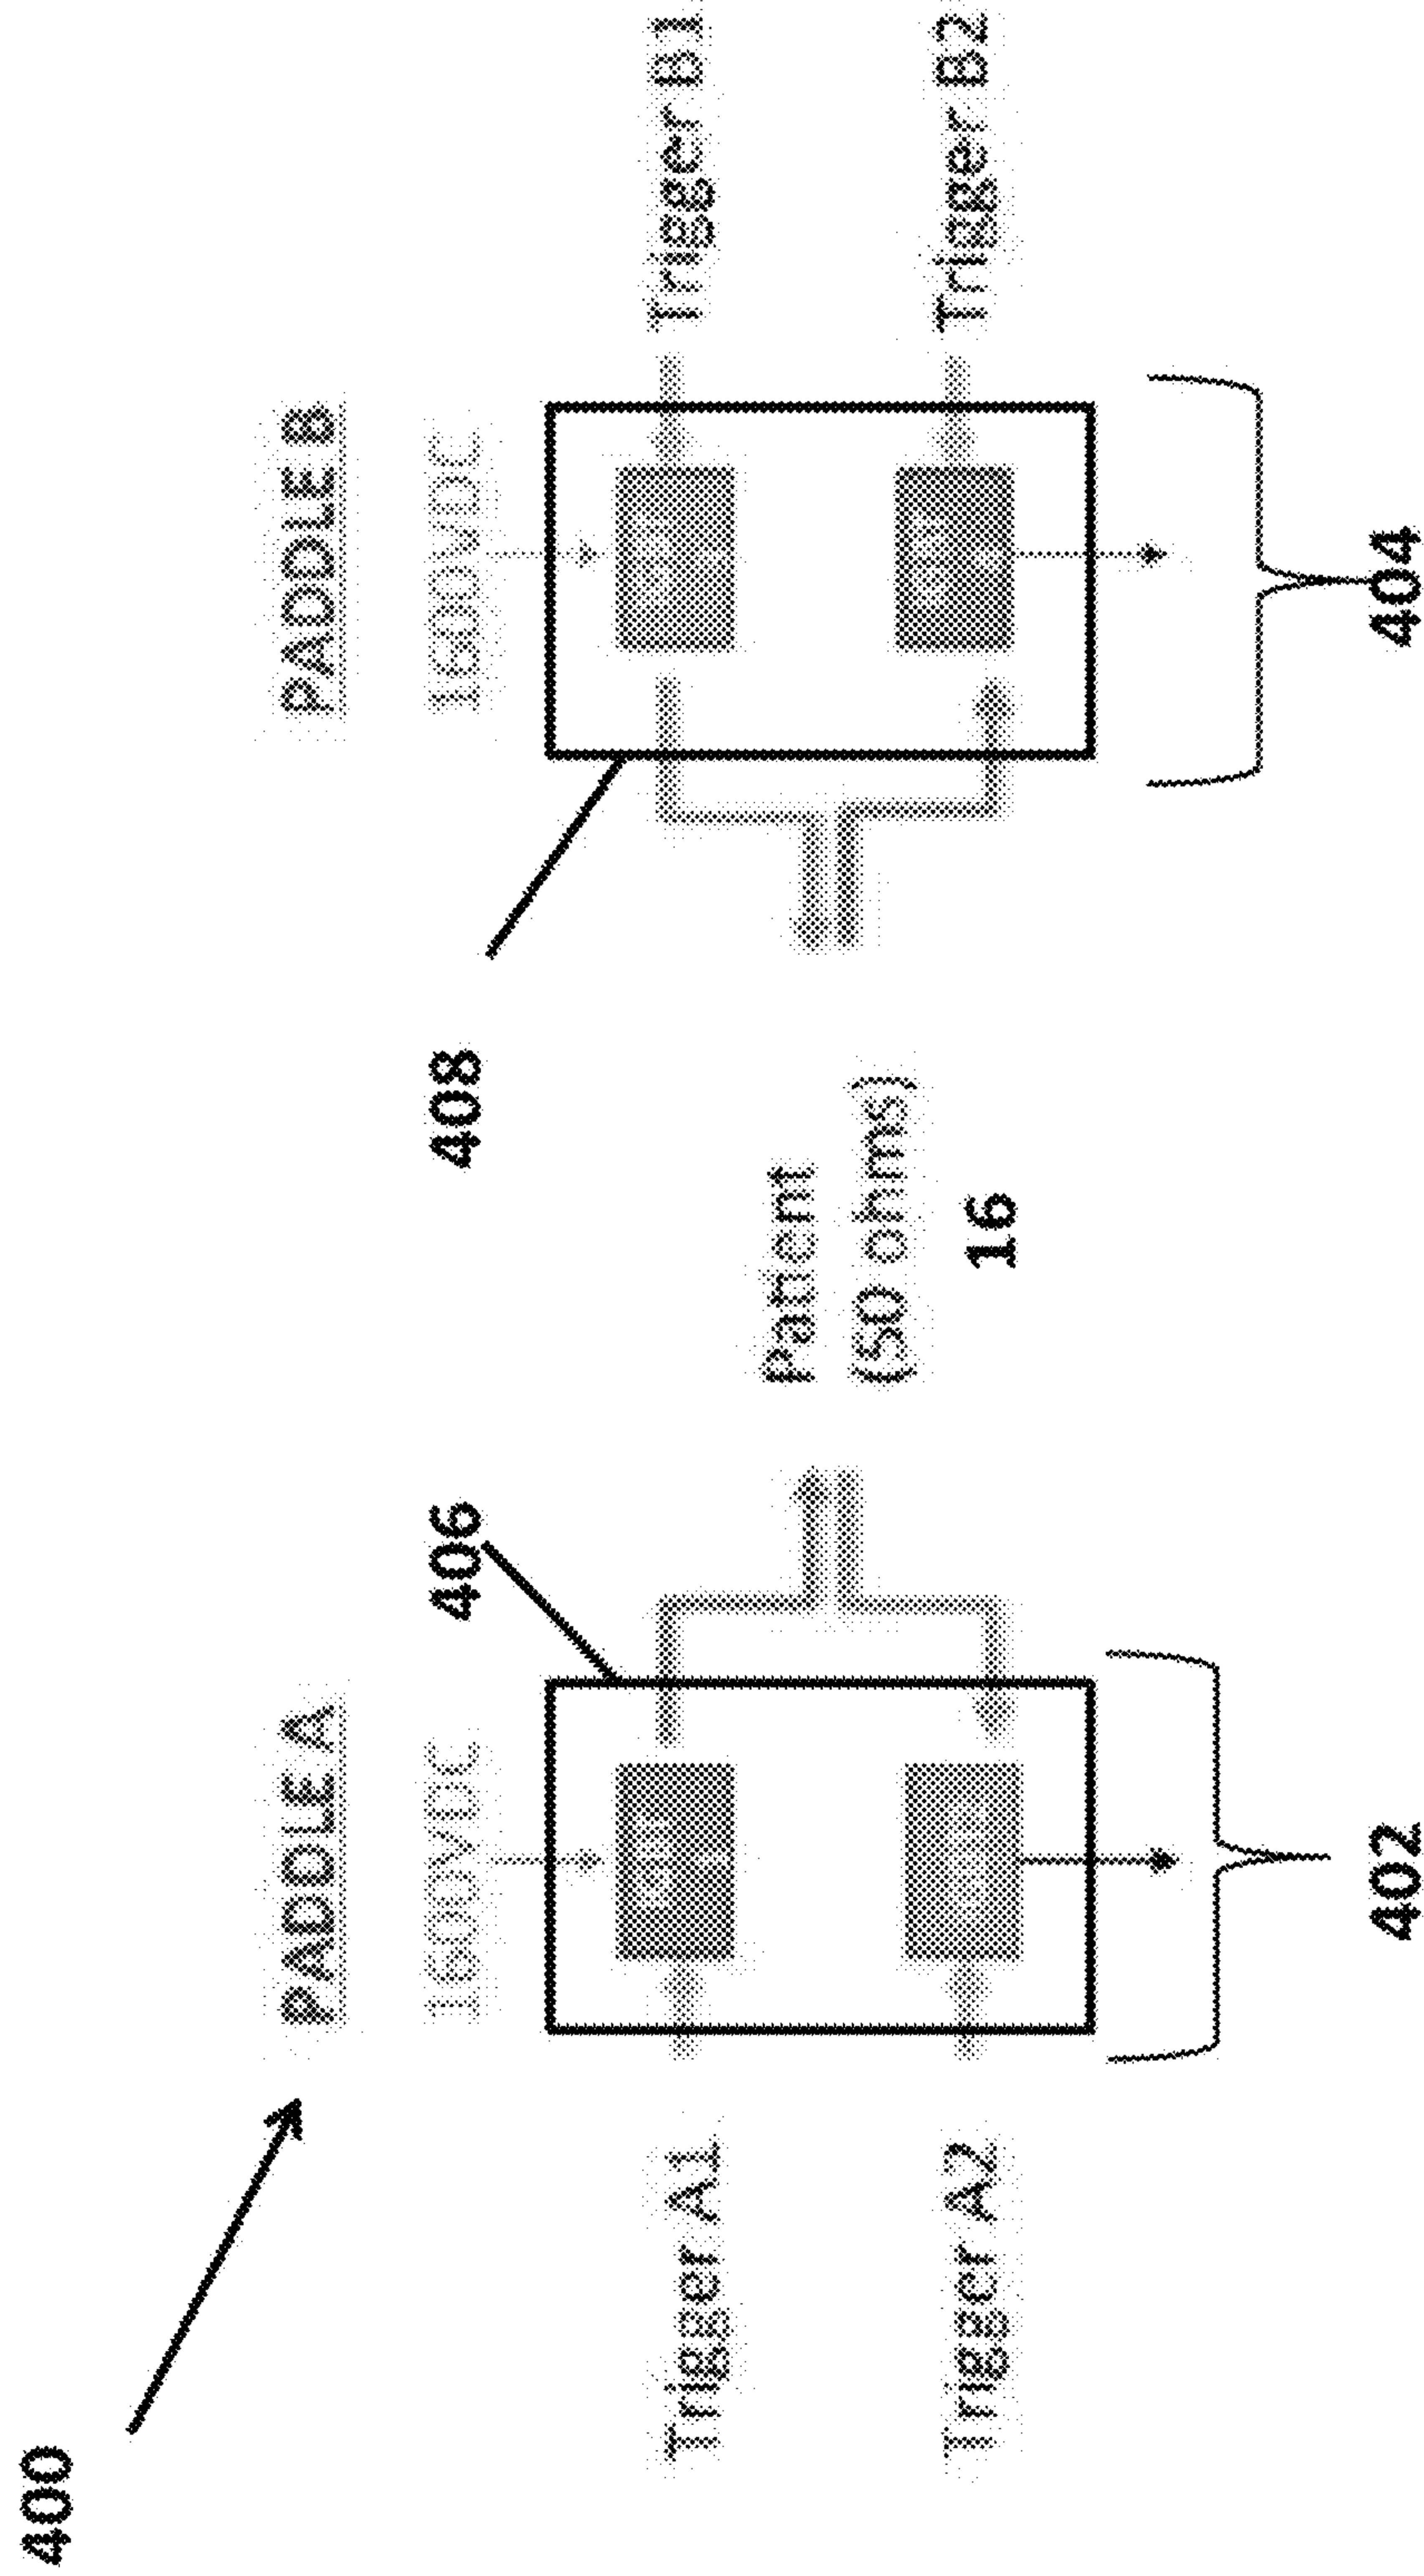 400
PADDLE A
PADDLE B
1600VDC
1600VDC
406
408
Trigger A1
Trigger B1
Patient
(50 ohms)
16
Trigger A2
Trigger B2
402
404